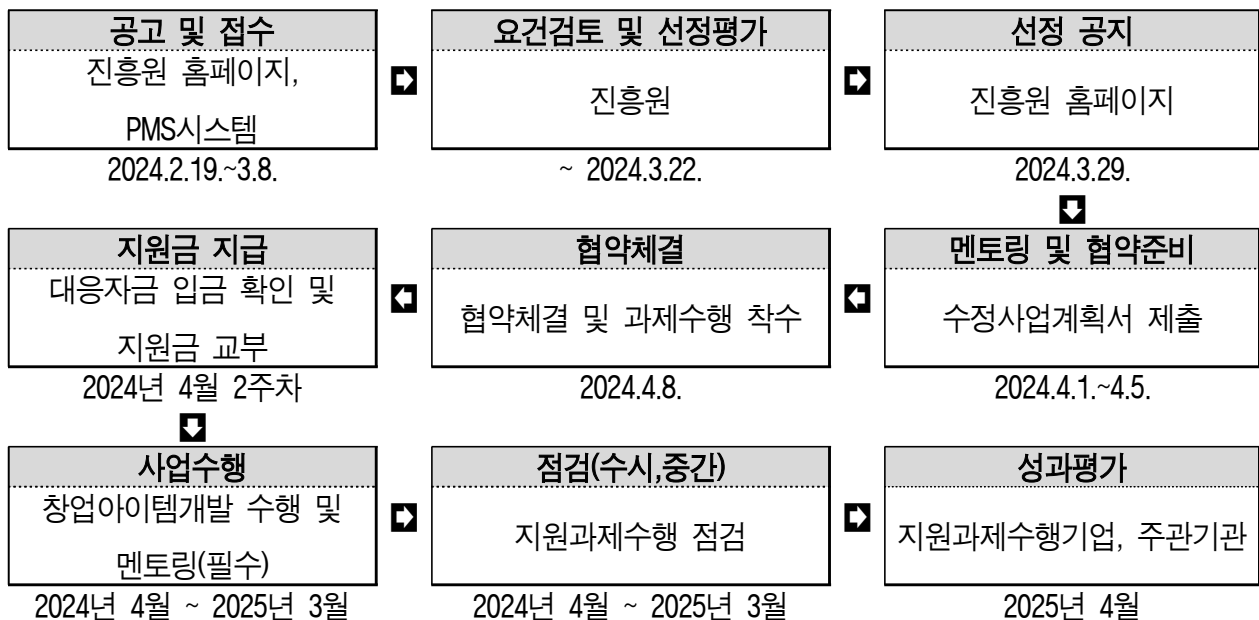 공고 및 접수
진흥원 홈페이지,
PMS시스템
2024.2.19.~3.8.
요건검토 및 선정평가
진흥원
~ 2024.3.22.
선정 공지
진흥원 홈페이지
2024.3.29.
멘토링 및 협약준비
수정사업계획서 제출
2024.4.1.~4.5.
협약체결
협약체결 및 과제수행 착수
2024.4.8.
지원금 지급
대응자금 입금 확인 및
지원금 교부
2024년 4월 2주차
사업수행
창업아이템개발 수행 및
멘토링(필수)
2024년 4월 ~ 2025년 3월
점검(수시,중간)
지원과제수행 점검
2024년 4월 ~ 2025년 3월
성과평가
지원과제수행기업, 주관기관
2025년 4월